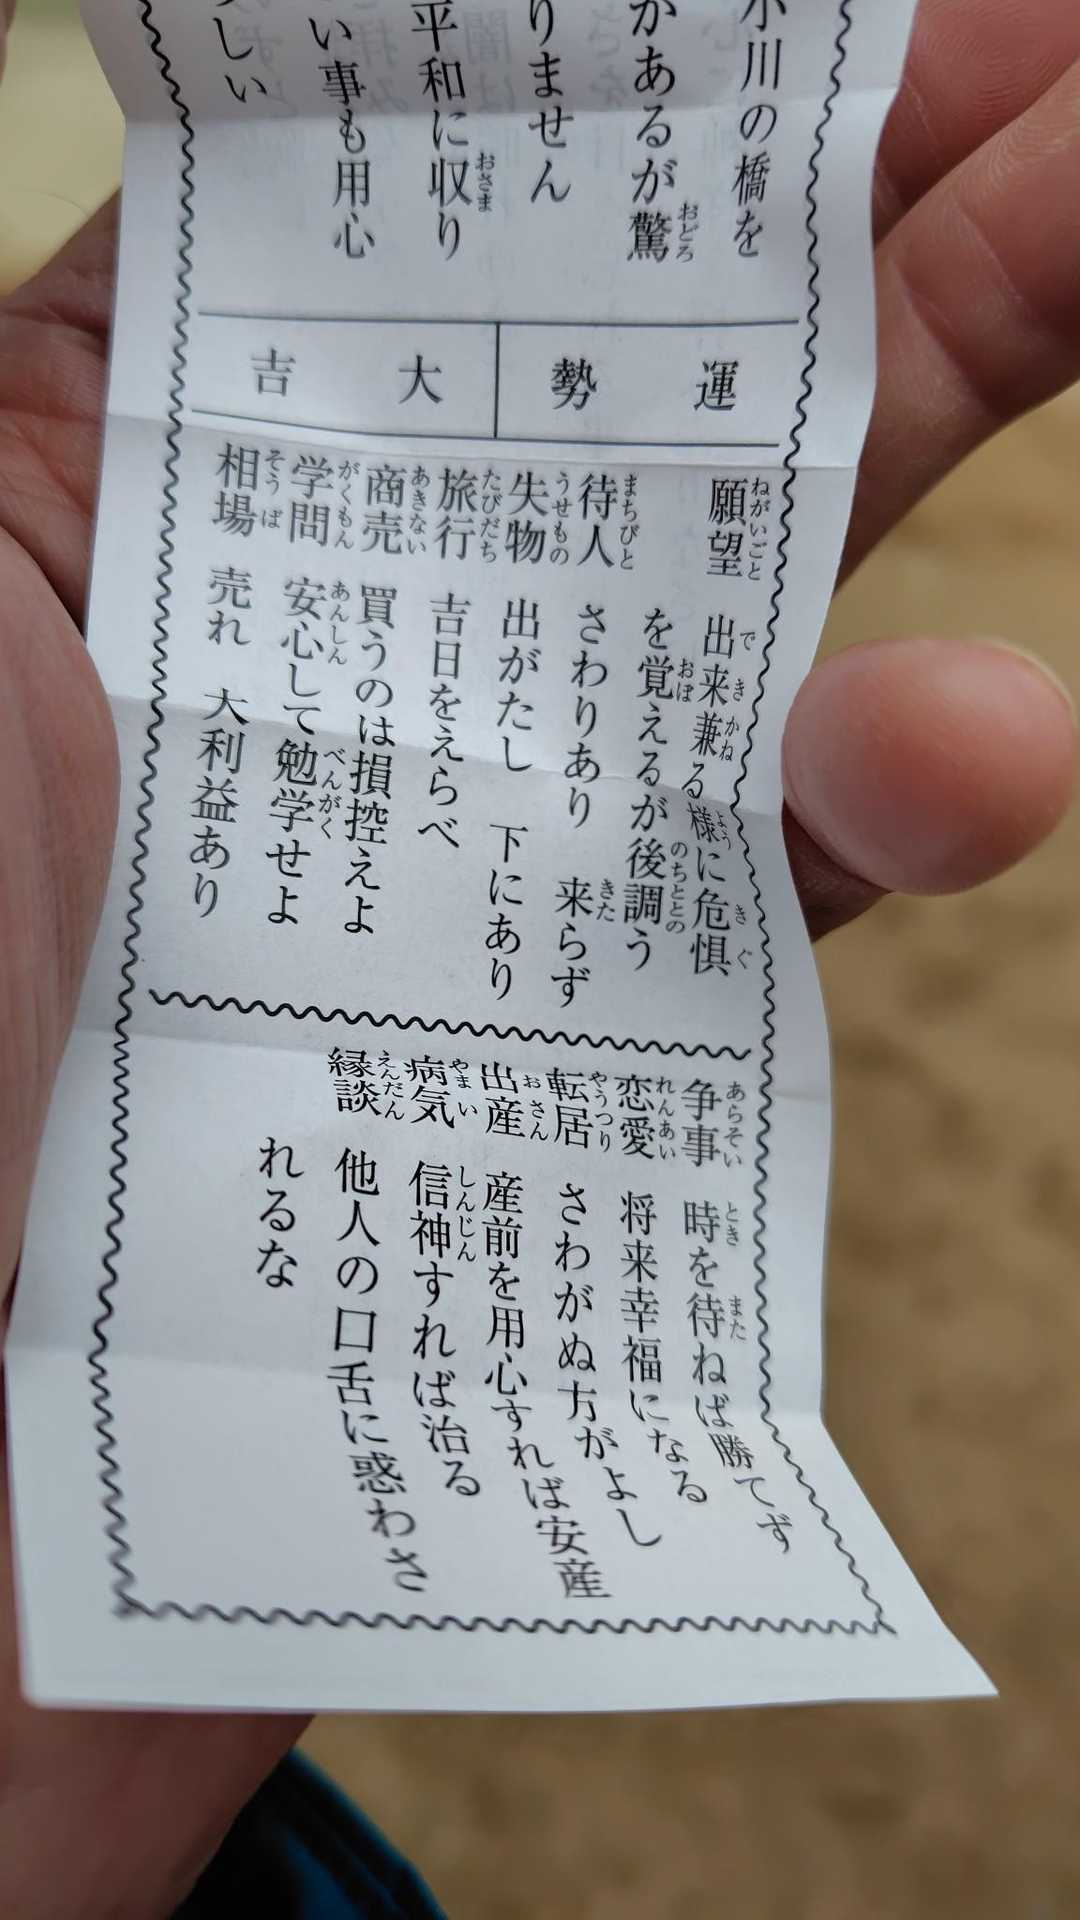 小川の橋を
かあるが驚
りません
平和に収り
い事も用心
しい
運勢 大吉
願望 出来兼る様に危惧
を覚えるが後調う
待人 さわりあり 来らず
失物 出がたし 下にあり
旅行 吉日をえらべ
商売 買うのは損控えよ
学問 安心して勉学せよ
相場 売れ 大利益あり
争事 時を待ねば勝てず
恋愛 将来幸福になる
転居 さわがぬ方がよし
出産 産前を用心すれば安産
病気 信神すれば治る
縁談 他人の口舌に惑わさ
れるな